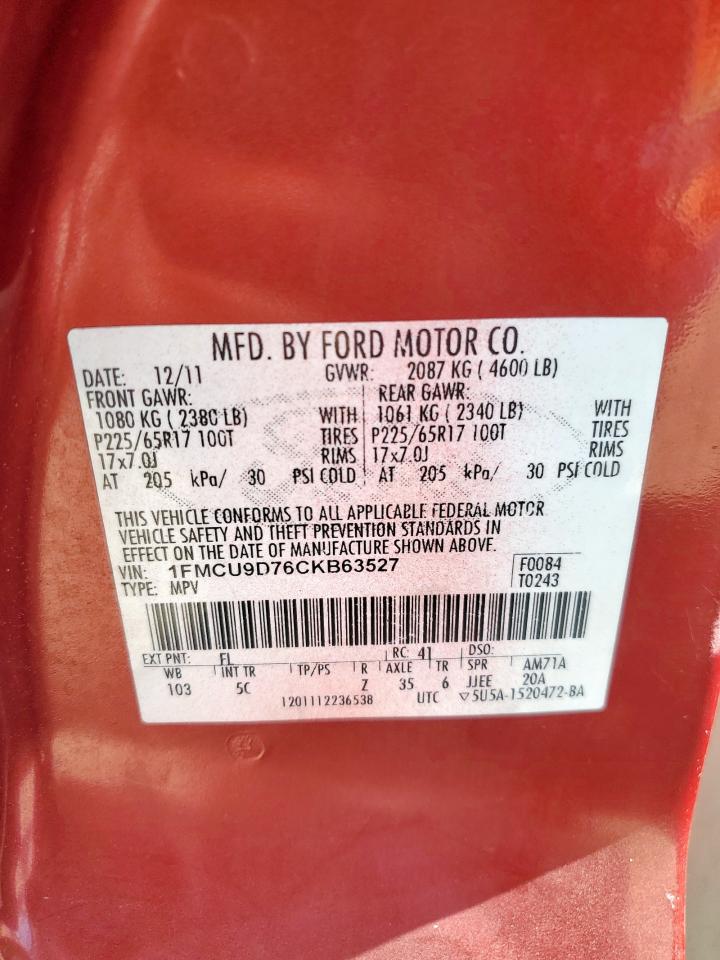 MFD. BY FORD MOTOR CO.
DATE: 12/11 GVWR: 2087 KG ( 4600 LB)
FRONT GAWR: REAR GAWR:
1080 KG ( 2380 LB) WITH 1061 KG ( 2340 LB) WITH
P225/65R17 100T TIRES P225/65R17 100T TIRES
17x7.0J RIMS 17x7.0J RIMS
AT 205 kPa/ 30 PSI COLD AT 205 kPa/ 30 PSI COLD
THIS VEHICLE CONFORMS TO ALL APPLICABLE FEDERAL MOTOR
VEHICLE SAFETY AND THEFT PREVENTION STANDARDS IN
EFFECT ON THE DATE OF MANUFACTURE SHOWN ABOVE.
VIN: 1FMCU9D76CKB63527 F0084
TYPE: MPV T0243
EXT PNT: FL RC: 41 DSO:
WB INT TR TP/PS R AXLE TR SPR AM71A
103 5C Z 35 6 JJEE 20A
1201112236538 UTC ▽5U5A-1520472-BA